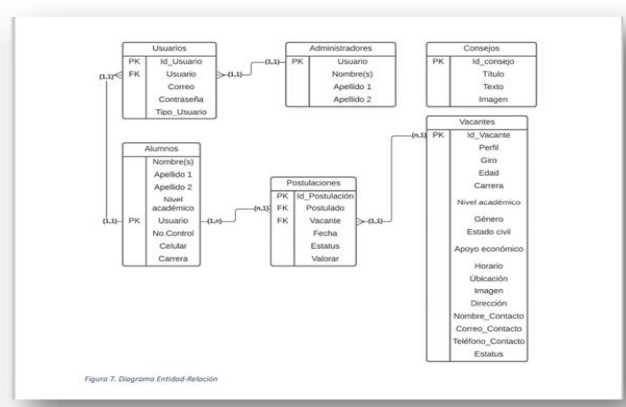 Usuarios
PK Id_Usuario
FK Usuario
Correo
Contraseña
Tipo_Usuario
(1,1)
(1,1)
(1,1)
Administradores
PK Usuario
Nombre(s)
Apellido 1
Apellido 2
Consejos
PK Id_consejo
Título
Texto
Imagen
Alumnos
Nombre(s)
Apellido 1
Apellido 2
Nivel
académico
(1,1) PK Usuario (1,n)
No.Control
Celular
Carrera
Postulaciones
PK Id_Postulación
(n,1) FK Postulado
FK Vacante (1,1)
Fecha
Estatus
Valorar
Vacantes
(n,1) PK Id_Vacante
Perfil
Giro
Edad
Carrera
Nivel académico
Género
Estado civil
Apoyo económico
Horario
Úbicación
Imagen
Dirección
Nombre_Contacto
Correo_Contacto
Teléfono_Contacto
Estatus
Figura 7. Diagrama Entidad-Relación